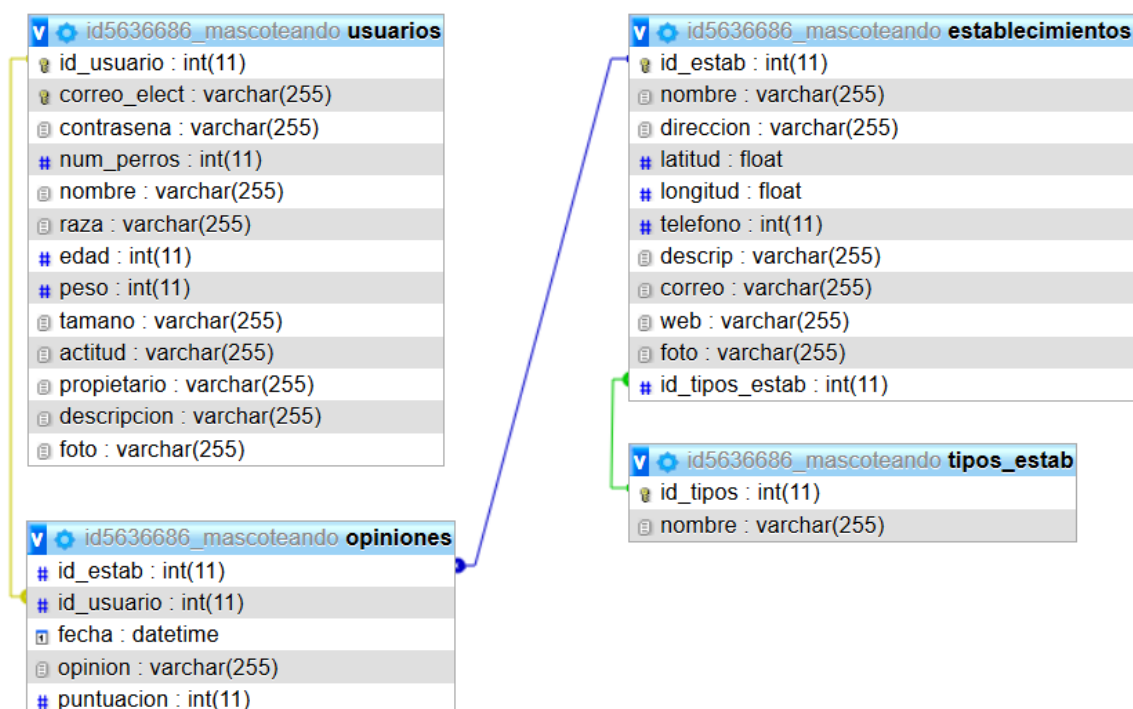 id5636686_mascoteando usuarios
id_usuario : int(11)
correo_elect : varchar(255)
contrasena : varchar(255)
num_perros : int(11)
nombre : varchar(255)
raza : varchar(255)
edad : int(11)
peso : int(11)
tamano : varchar(255)
actitud : varchar(255)
propietario : varchar(255)
descripcion : varchar(255)
foto : varchar(255)
id5636686_mascoteando opiniones
id_estab : int(11)
id_usuario : int(11)
fecha : datetime
opinion : varchar(255)
puntuacion : int(11)
id5636686_mascoteando establecimientos
id_estab : int(11)
nombre : varchar(255)
direccion : varchar(255)
latitud : float
longitud : float
telefono : int(11)
descrip : varchar(255)
correo : varchar(255)
web : varchar(255)
foto : varchar(255)
id_tipos_estab : int(11)
id5636686_mascoteando tipos_estab
id_tipos : int(11)
nombre : varchar(255)